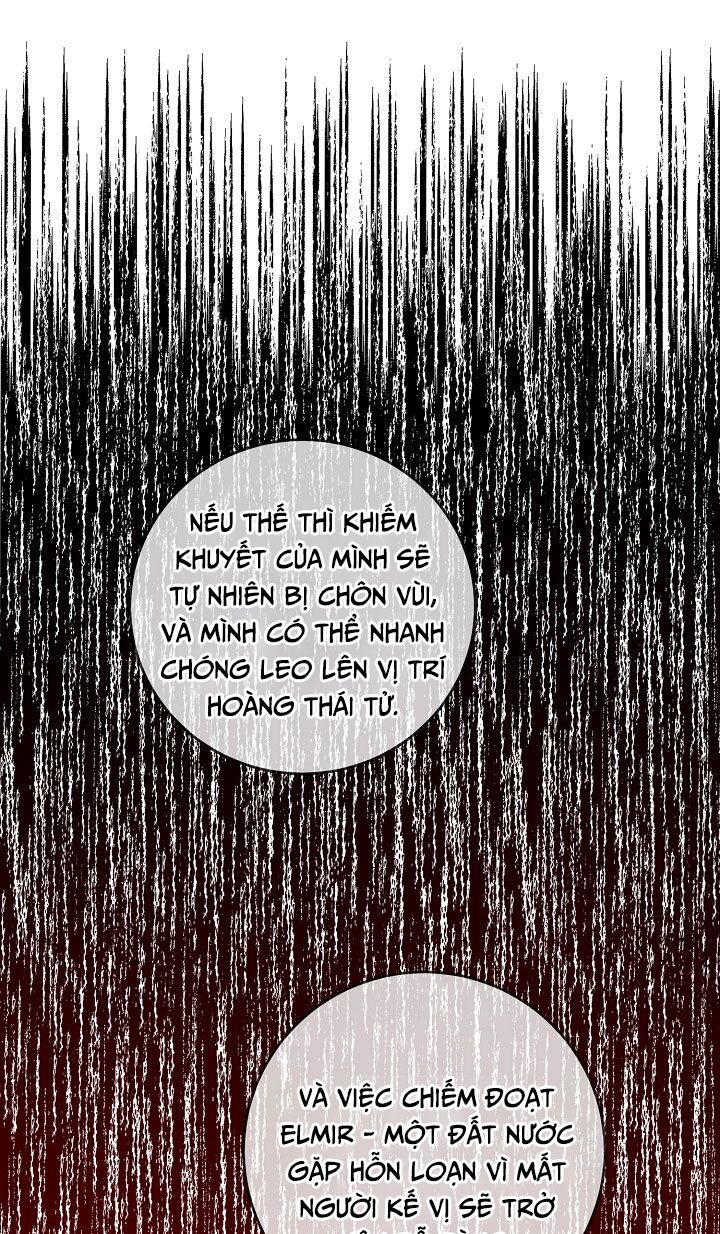 NẾU THẾ THÌ KHIẾM
KHUYẾT CỦA MÌNH SẼ
TỰ NHIÊN BỊ CHÔN VÙI,
VÀ MÌNH CÓ THỂ NHANH
CHÓNG LEO LÊN VỊ TRÍ
HOÀNG THÁI TỬ.
VÀ VIỆC CHIẾM ĐOẠT
ELMIR - MỘT ĐẤT NƯỚC
GẶP HỖN LOẠN VÌ MẤT
NGƯỜI KẾ VỊ SẼ TRỞ